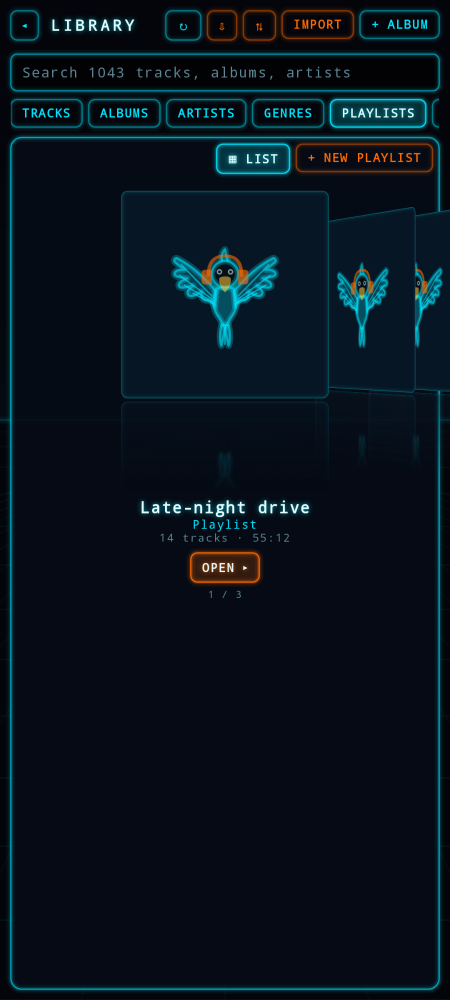 ◂ LIBRARY ↻ ⇩ ⇅ IMPORT + ALBUM
Search 1043 tracks, albums, artists
TRACKS ALBUMS ARTISTS GENRES PLAYLISTS
▦ LIST + NEW PLAYLIST
Late-night drive
Playlist
14 tracks · 55:12
OPEN ▸
1 / 3